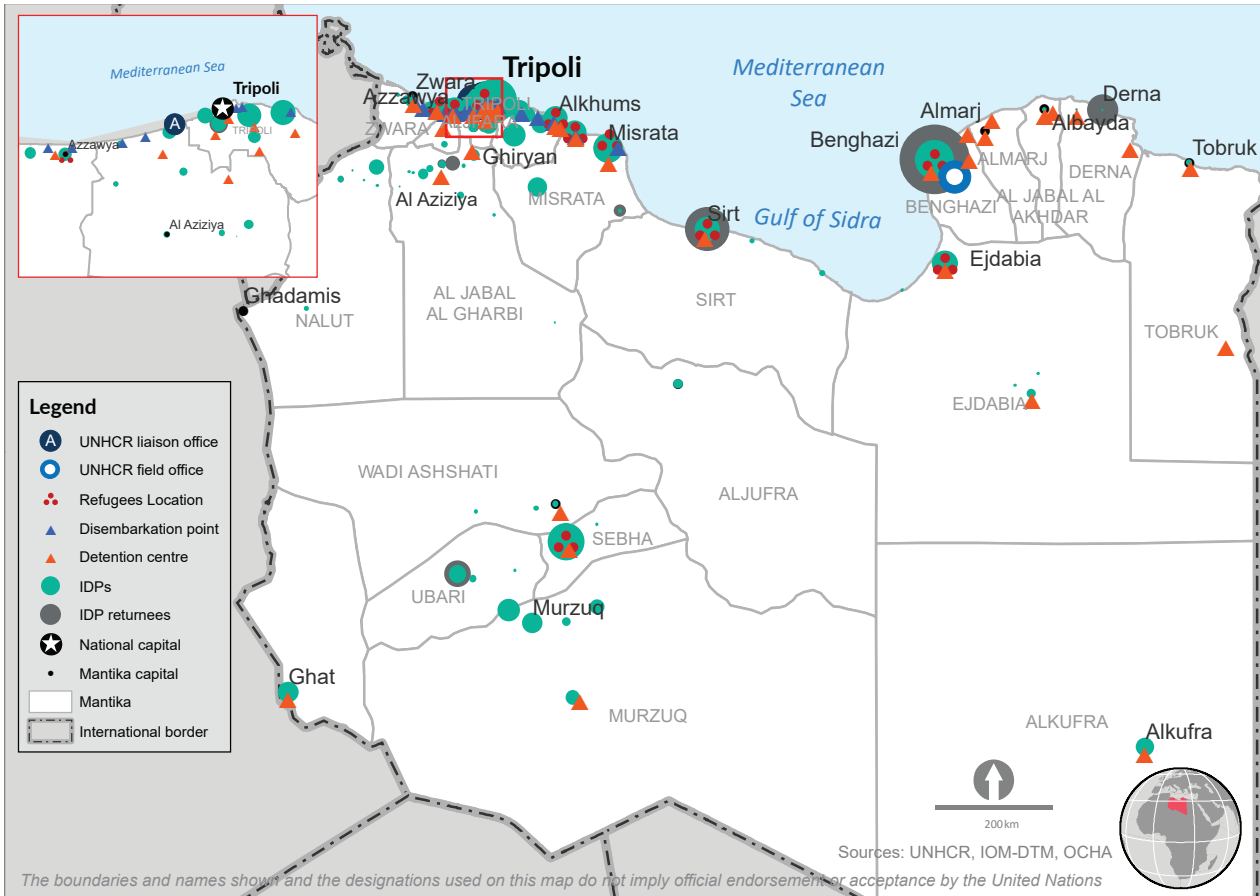 Mediterranean Sea
Tripoli
A
TRIPOLI
Azzawya
Al Aziziya
Tripoli
Zwara
Azzawya
TRIPOLI
ALJFARA
ZWARA
Alkhums
Misrata
Ghiryan
Al Aziziya
MISRATA
Mediterranean
Sea
Almarj
Benghazi
Derna
Albayda
Tobruk
ALMARJ
DERNA
BENGHAZI
AL JABAL AL
AKHDAR
Sirt
Gulf of Sidra
Ejdabia
Ghadamis
NALUT
AL JABAL
AL GHARBI
SIRT
TOBRUK
EJDABIA
WADI ASHSHATI
ALJUFRA
SEBHA
UBARI
Murzuq
Ghat
MURZUQ
ALKUFRA
Alkufra
Legend
A
UNHCR liaison office
UNHCR field office
Refugees Location
Disembarkation point
Detention centre
IDPs
IDP returnees
National capital
Mantika capital
Mantika
International border
200km
Sources: UNHCR, IOM-DTM, OCHA
The boundaries and names shown and the designations used on this map do not imply official endorsement or acceptance by the United Nations